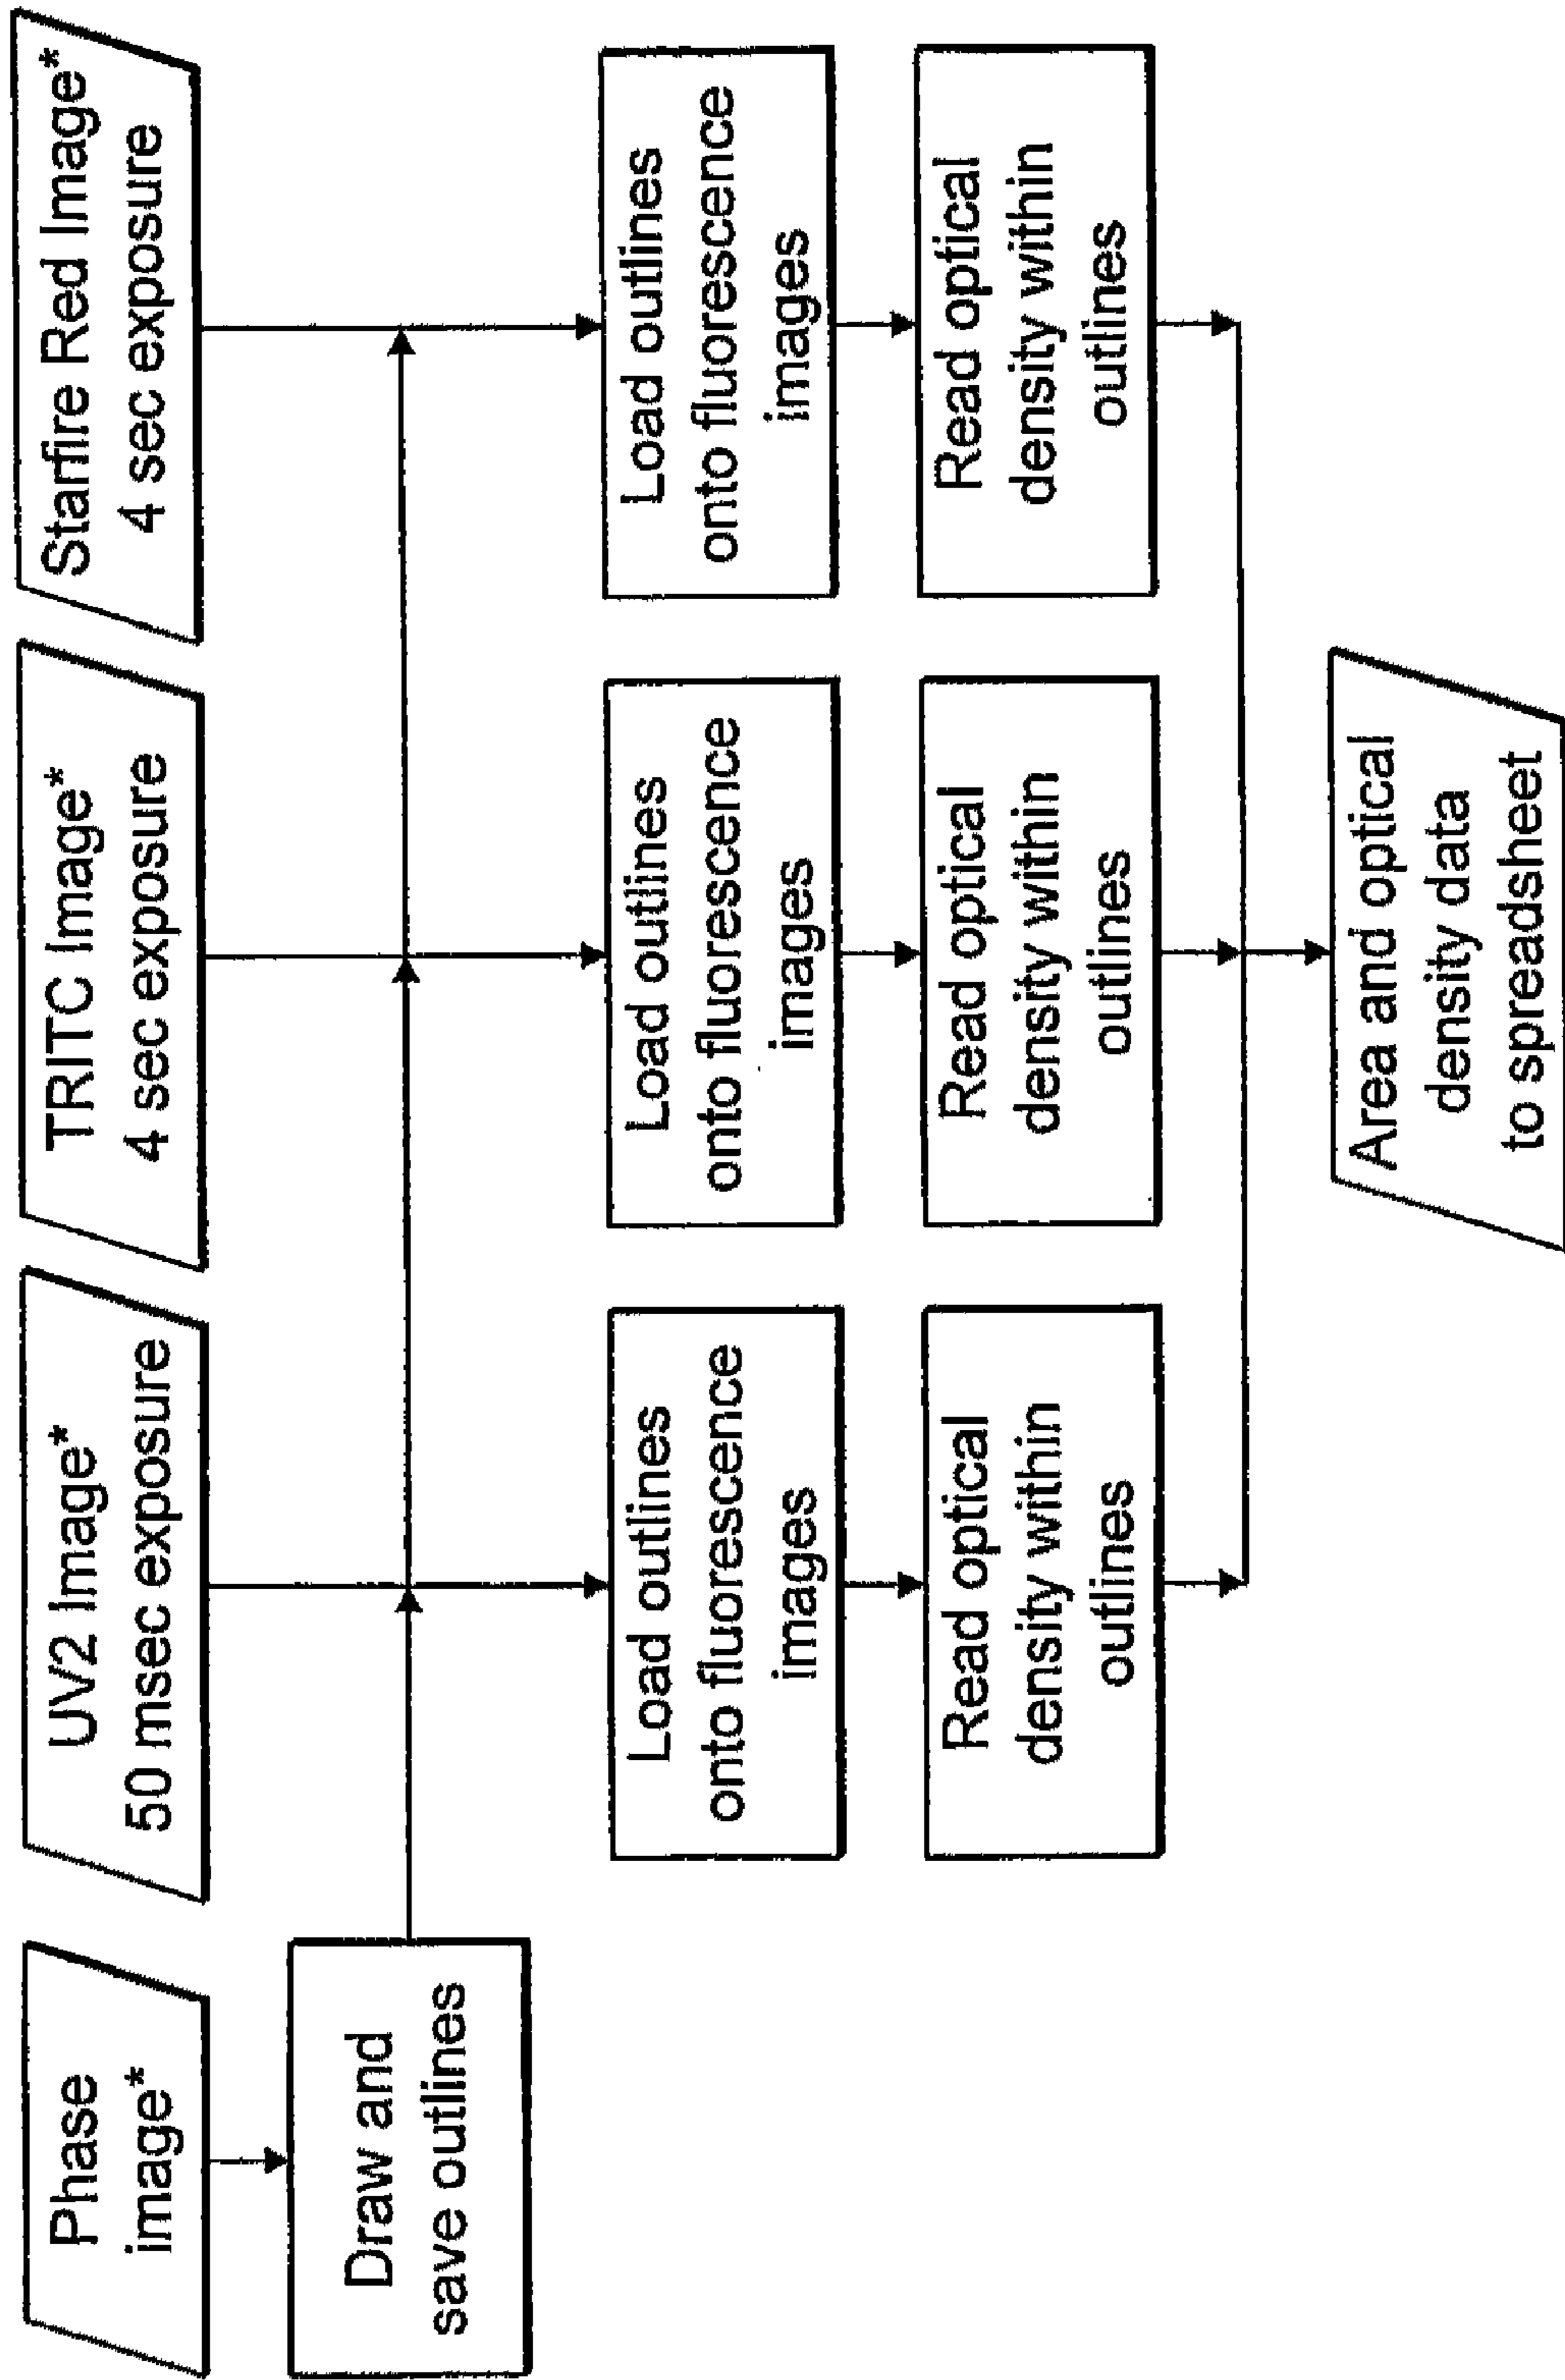 Phase
image*
UV2 Image*
50 msec exposure
TRITC Image*
4 sec exposure
Starfire Red Image*
4 sec exposure
Draw and
save outlines
Load outlines
onto fluorescence
images
Load outlines
onto fluorescence
images
Load outlines
onto fluorescence
images
Read optical
density within
outlines
Read optical
density within
outlines
Read optical
density within
outlines
Area and optical
density data
to spreadsheet